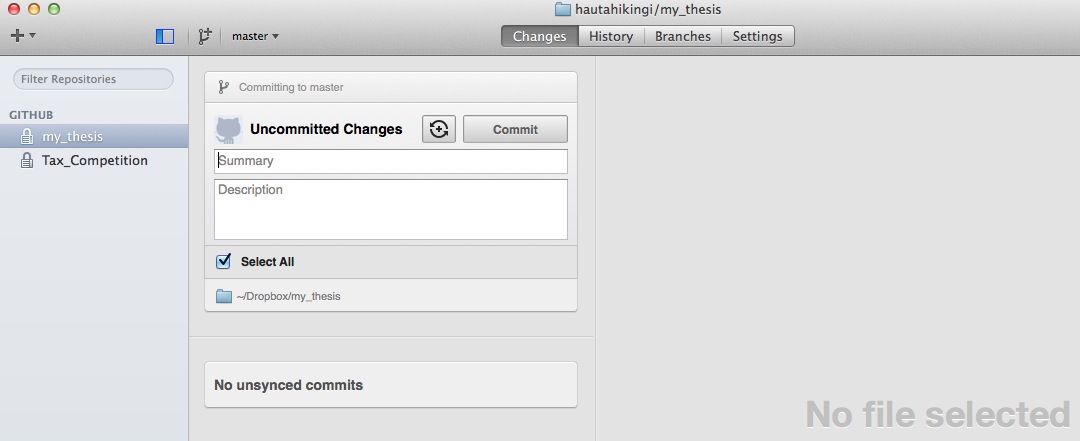 hautahikingi/my_thesis
master
Changes
History
Branches
Settings
Filter Repositories
GITHUB
my_thesis
Tax_Competition
Committing to master
Uncommitted Changes
Commit
Summary
Description
Select All
~/Dropbox/my_thesis
No unsynced commits
No file selected